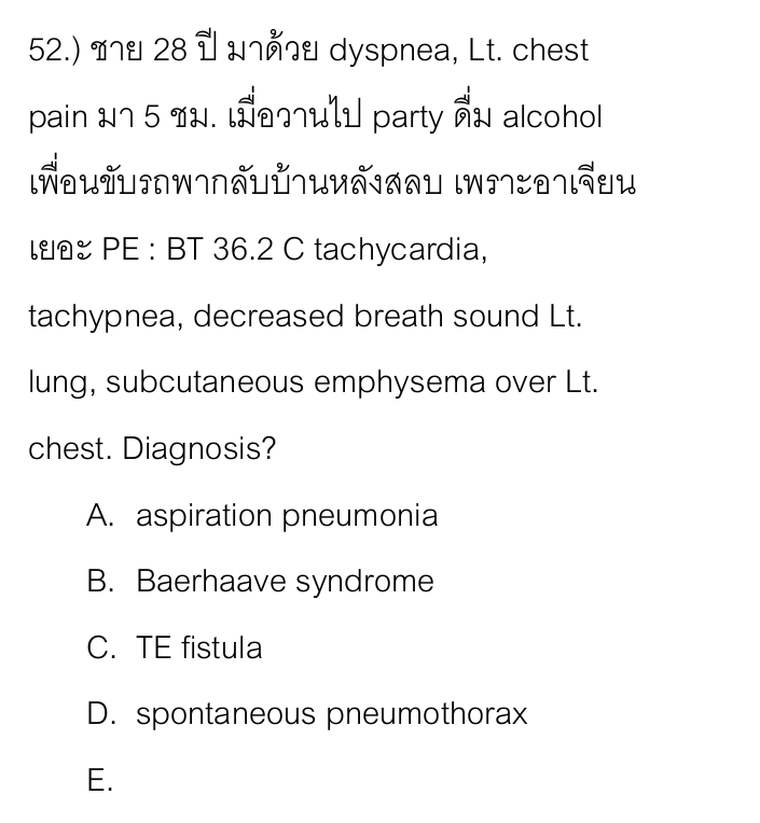 52.) ชาย 28 ปี มาด้วย dyspnea, Lt. chest
pain มา 5 ชม. เมื่อวานไป party ดื่ม alcohol
เพื่อนขับรถพากลับบ้านหลังสลบ เพราะอาเจียน
เยอะ PE : BT 36.2 C tachycardia,
tachypnea, decreased breath sound Lt.
lung, subcutaneous emphysema over Lt.
chest. Diagnosis?
A. aspiration pneumonia
B. Baerhaave syndrome
C. TE fistula
D. spontaneous pneumothorax
E.